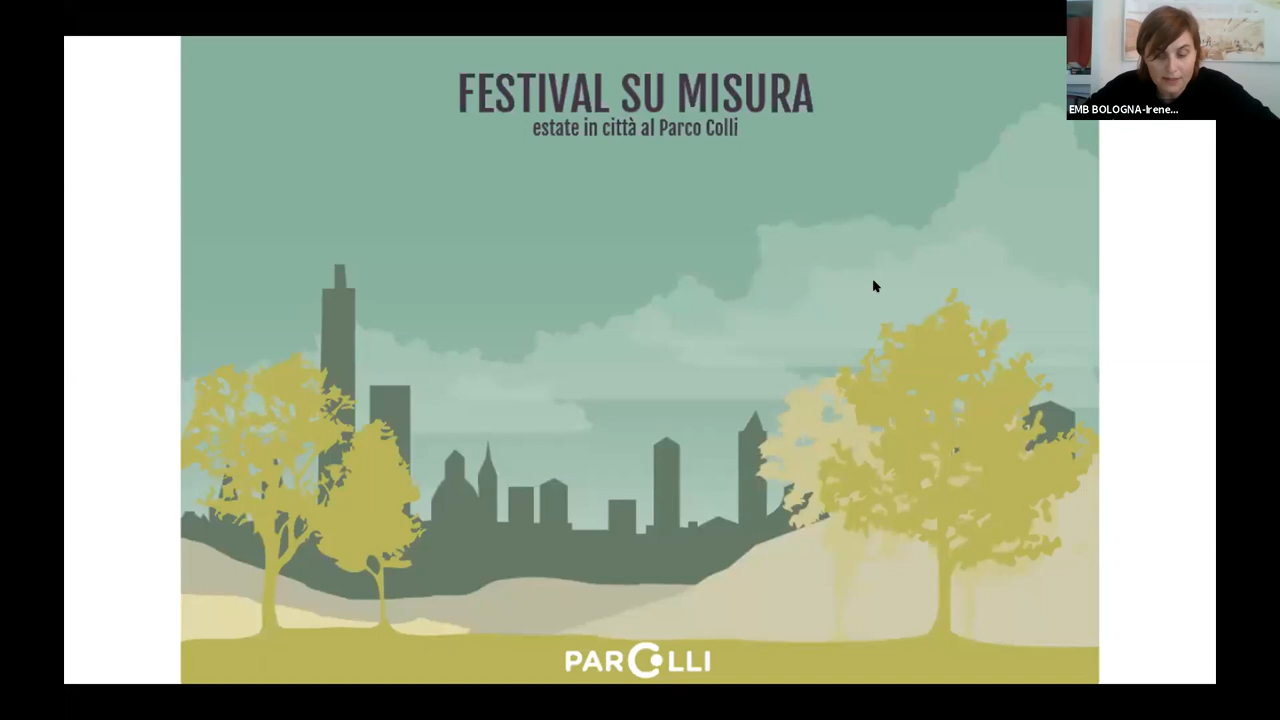 FESTIVAL SU MISURA
estate in città al Parco Colli
EMB BOLOGNA-Irene...
PARCOLLI